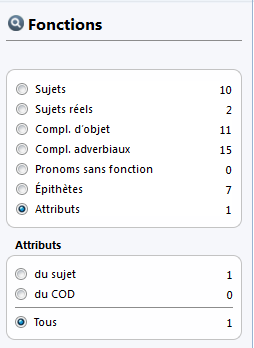 Fonctions
Sujets 10
Sujets réels 2
Compl. d'objet 11
Compl. adverbiaux 15
Pronoms sans fonction 0
Épithètes 7
Attributs 1
Attributs
du sujet 1
du COD 0
Tous 1